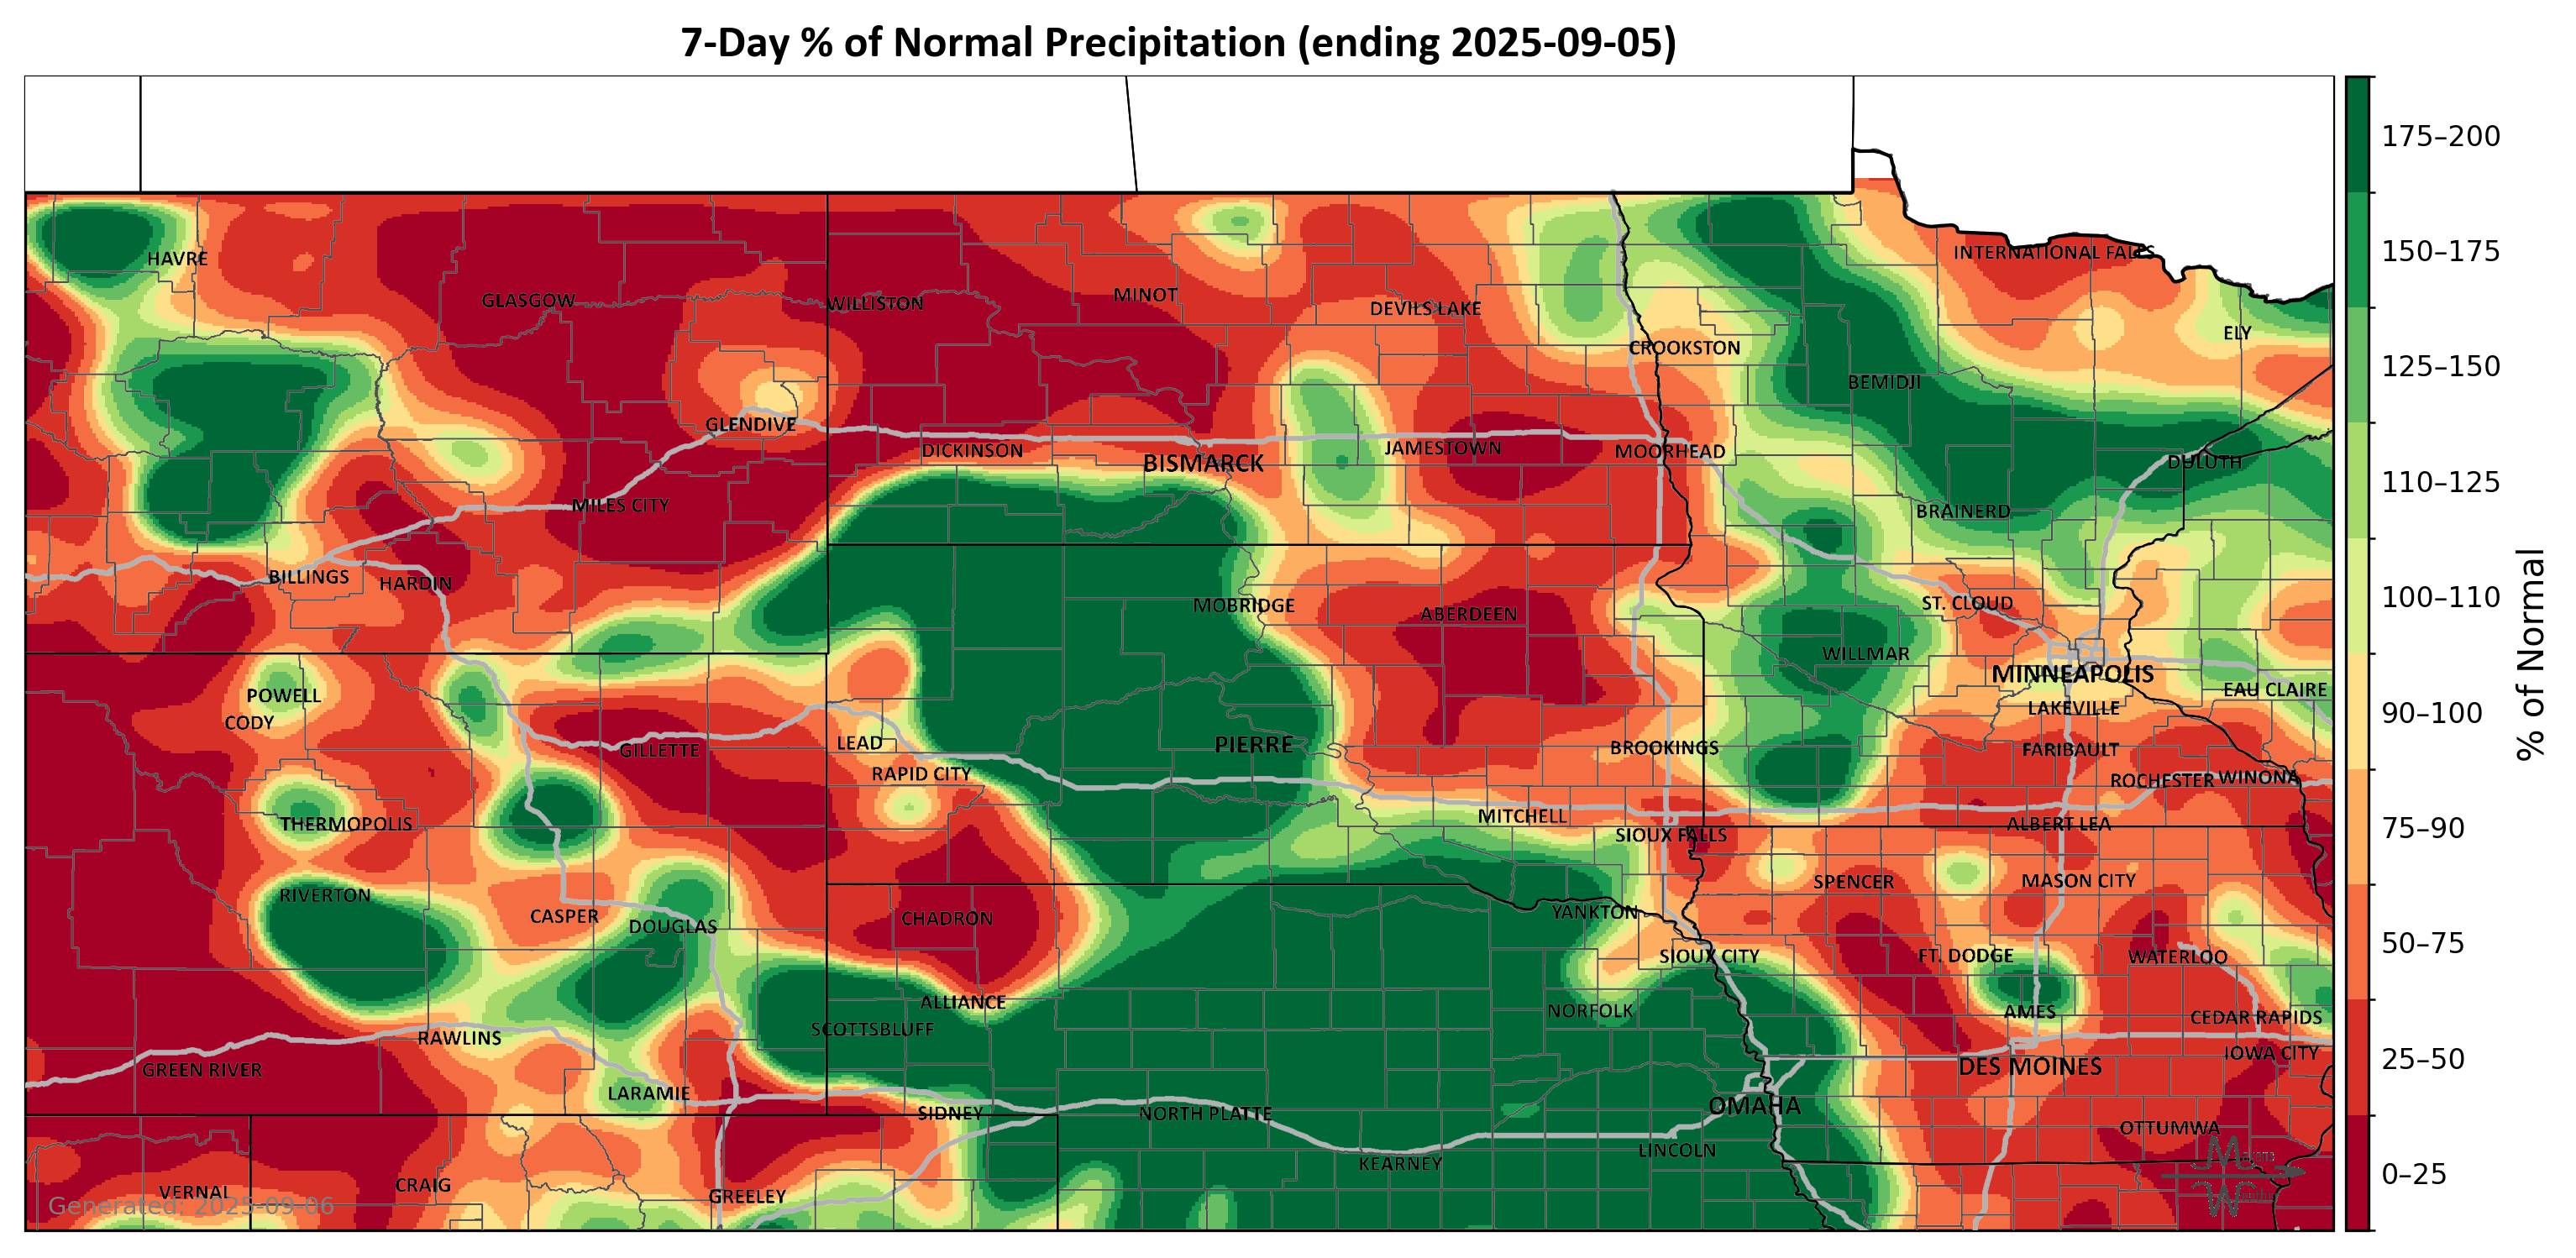 7-Day % of Normal Precipitation (ending 2025-09-05)
175–200
150–175
125–150
110–125
100–110
90–100
75–90
50–75
25–50
0–25
% of Normal
HAVRE
INTERNATIONAL FALLS
GLASGOW
WILLISTON
MINOT
DEVILS LAKE
ELY
CROOKSTON
BEMIDJI
GLENDIVE
DICKINSON
BISMARCK
JAMESTOWN
MOORHEAD
DULUTH
MILES CITY
BRAINERD
BILLINGS
HARDIN
MOBRIDGE
ABERDEEN
ST. CLOUD
WILLMAR
MINNEAPOLIS
POWELL
EAU CLAIRE
CODY
LAKEVILLE
GILLETTE
LEAD
PIERRE
BROOKINGS
FARIBAULT
RAPID CITY
ROCHESTER
WINONA
THERMOPOLIS
MITCHELL
SIOUX FALLS
ALBERT LEA
RIVERTON
SPENCER
MASON CITY
CASPER
DOUGLAS
CHADRON
YANKTON
SIOUX CITY
FT. DODGE
WATERLOO
ALLIANCE
NORFOLK
AMES
CEDAR RAPIDS
SCOTTSBLUFF
RAWLINS
GREEN RIVER
DES MOINES
IOWA CITY
LARAMIE
SIDNEY
NORTH PLATTE
OMAHA
OTTUMWA
KEARNEY
LINCOLN
VERNAL
CRAIG
GREELEY
Generated: 2025-09-06